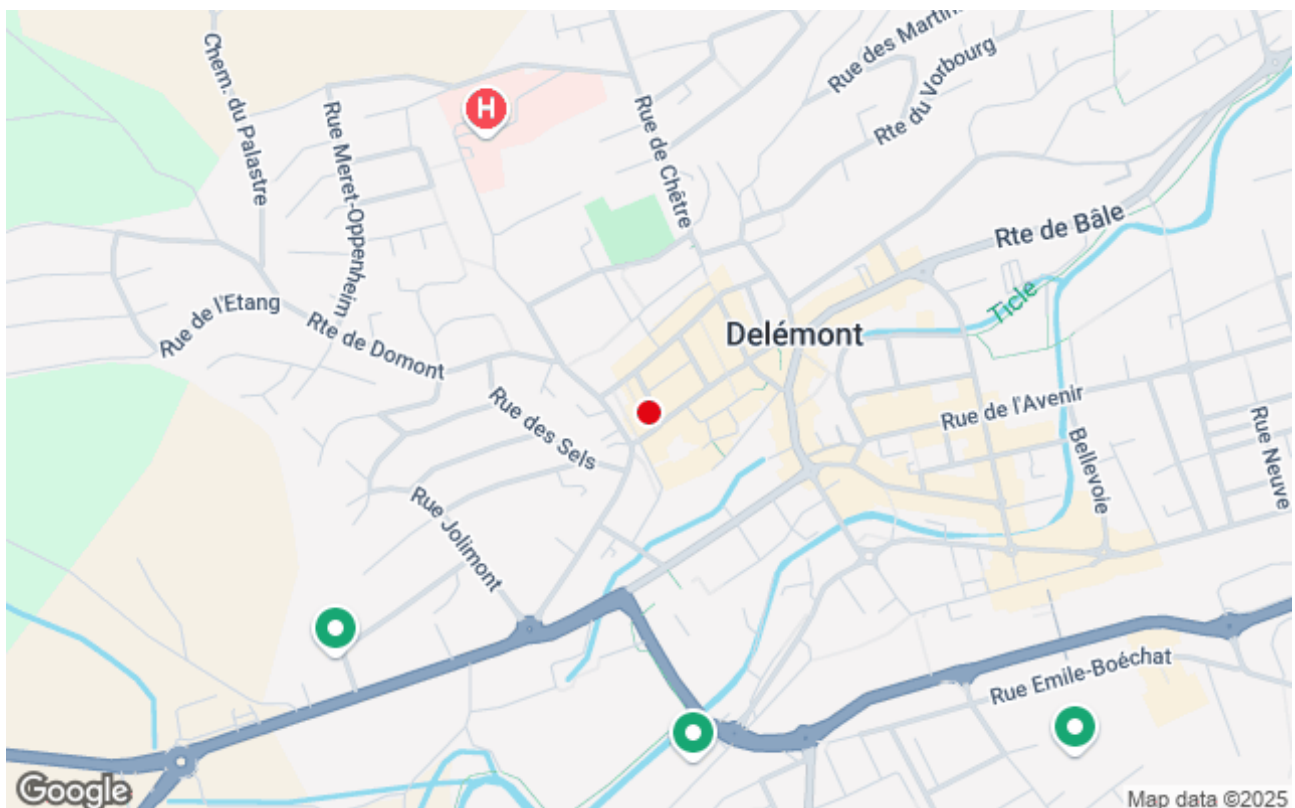 Chem. du Palastre
Rue Meret-Oppenheim
H
Rue de Chêtre
Rue des Martin
Rte du Vorbourg
Rte de Bâle
Ticle
Delémont
Rue de l'Etang
Rte de Domont
Rue des Sels
Rue de l'Avenir
Bellevoie
Rue Neuve
Rue Jolimont
Rue Emile-Boéchat
Google
Map data ©2025